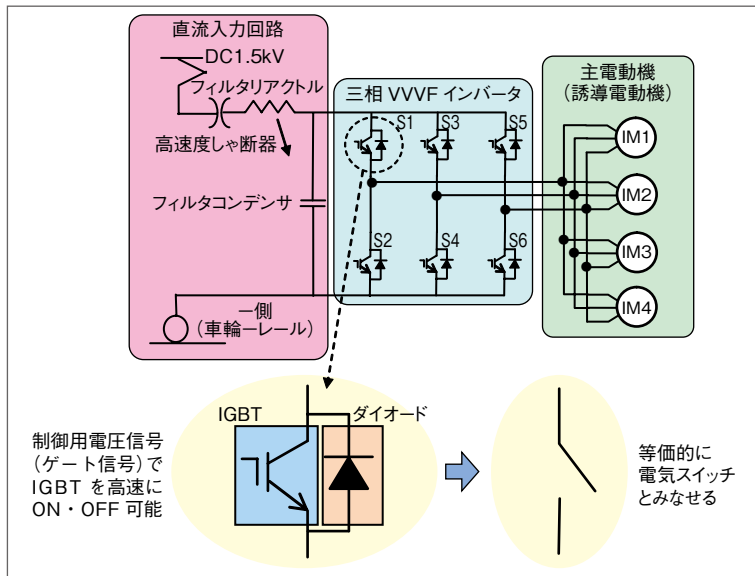 直流入力回路
DC1.5kV
フィルタリアクトル
高速度しゃ断器
フィルタコンデンサ
ー側
(車輪ーレール)
三相 VVVF インバータ
S1
S3
S5
S2
S4
S6
主電動機
(誘導電動機)
IM1
IM2
IM3
IM4
制御用電圧信号
(ゲート信号)で
IGBT を高速に
ON・OFF 可能
IGBT
ダイオード
等価的に
電気スイッチ
とみなせる